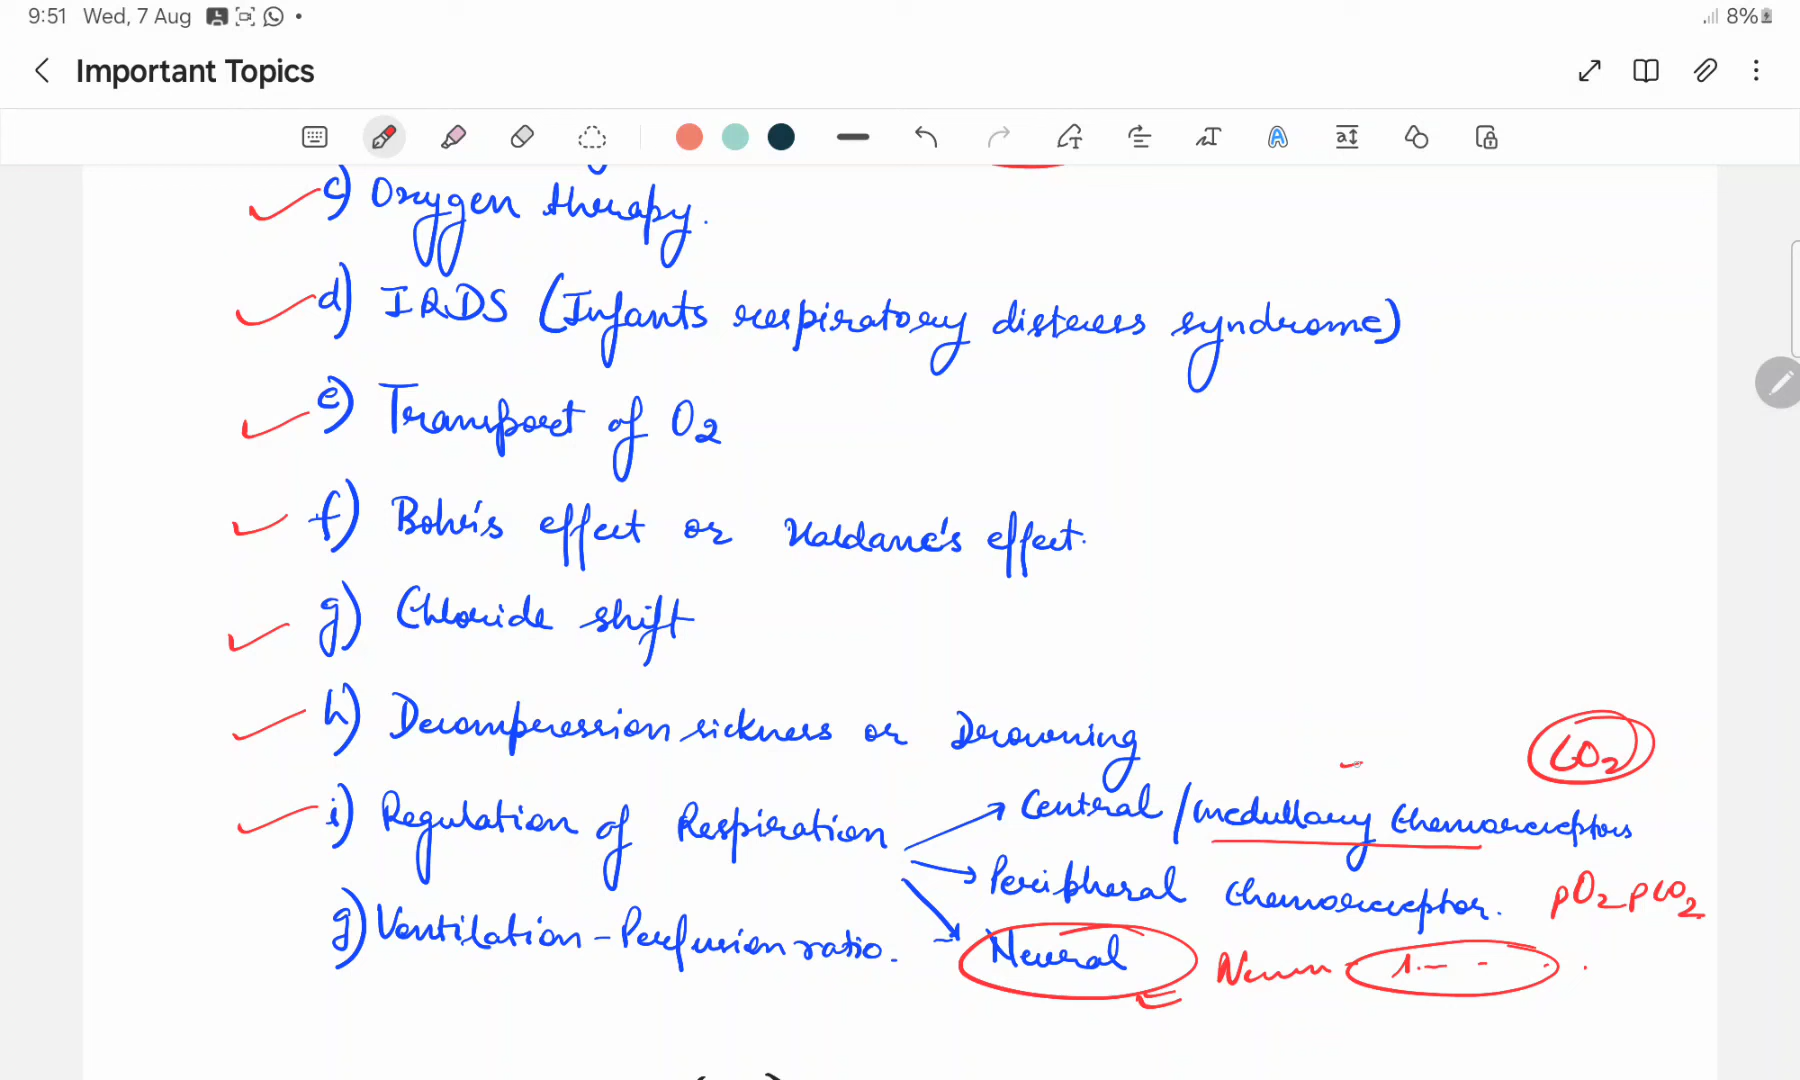 9:51 Wed, 7 Aug
8%
Important Topics
c) Oxygen therapy.
d) IRDS (Infants respiratory distress syndrome)
e) Transport of O2
f) Bohr's effect or Haldane's effect.
g) Chloride shift
h) Decompression sickness or Drowning
CO2
i) Regulation of Respiration
Central/medullary chemoreceptors
Peripheral chemoreceptor.
pO2 pCO2
g) Ventilation-Perfusion ratio.
Neural